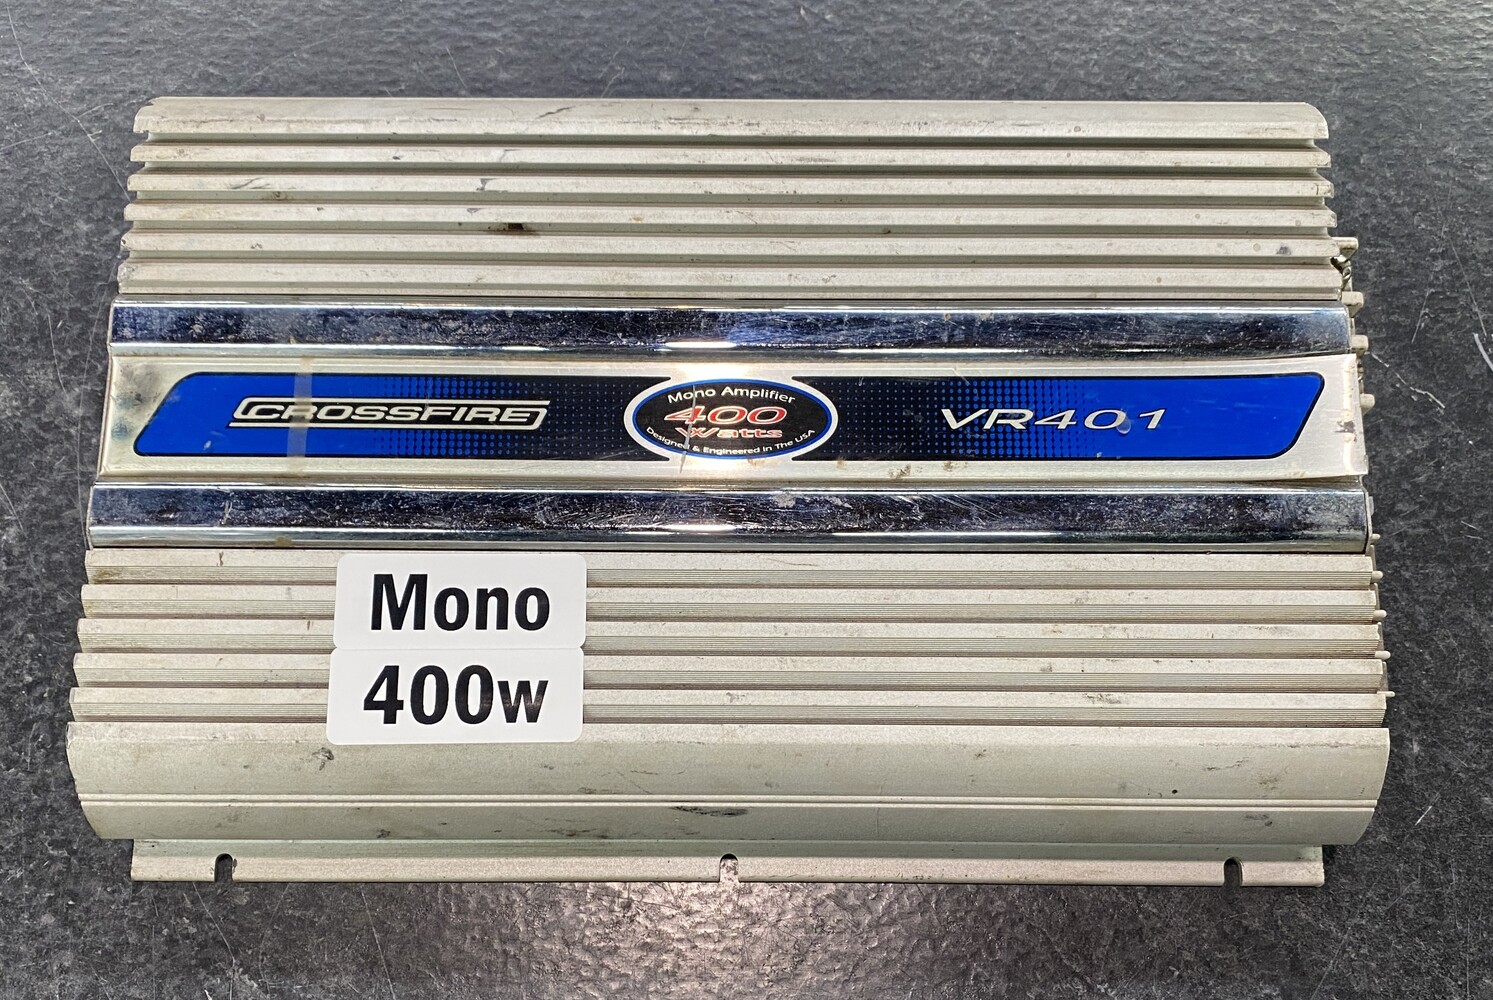 CROSSFIRE
Mono Amplifier
400
Watts
Designed & Engineered In The USA
VR401
Mono
400w